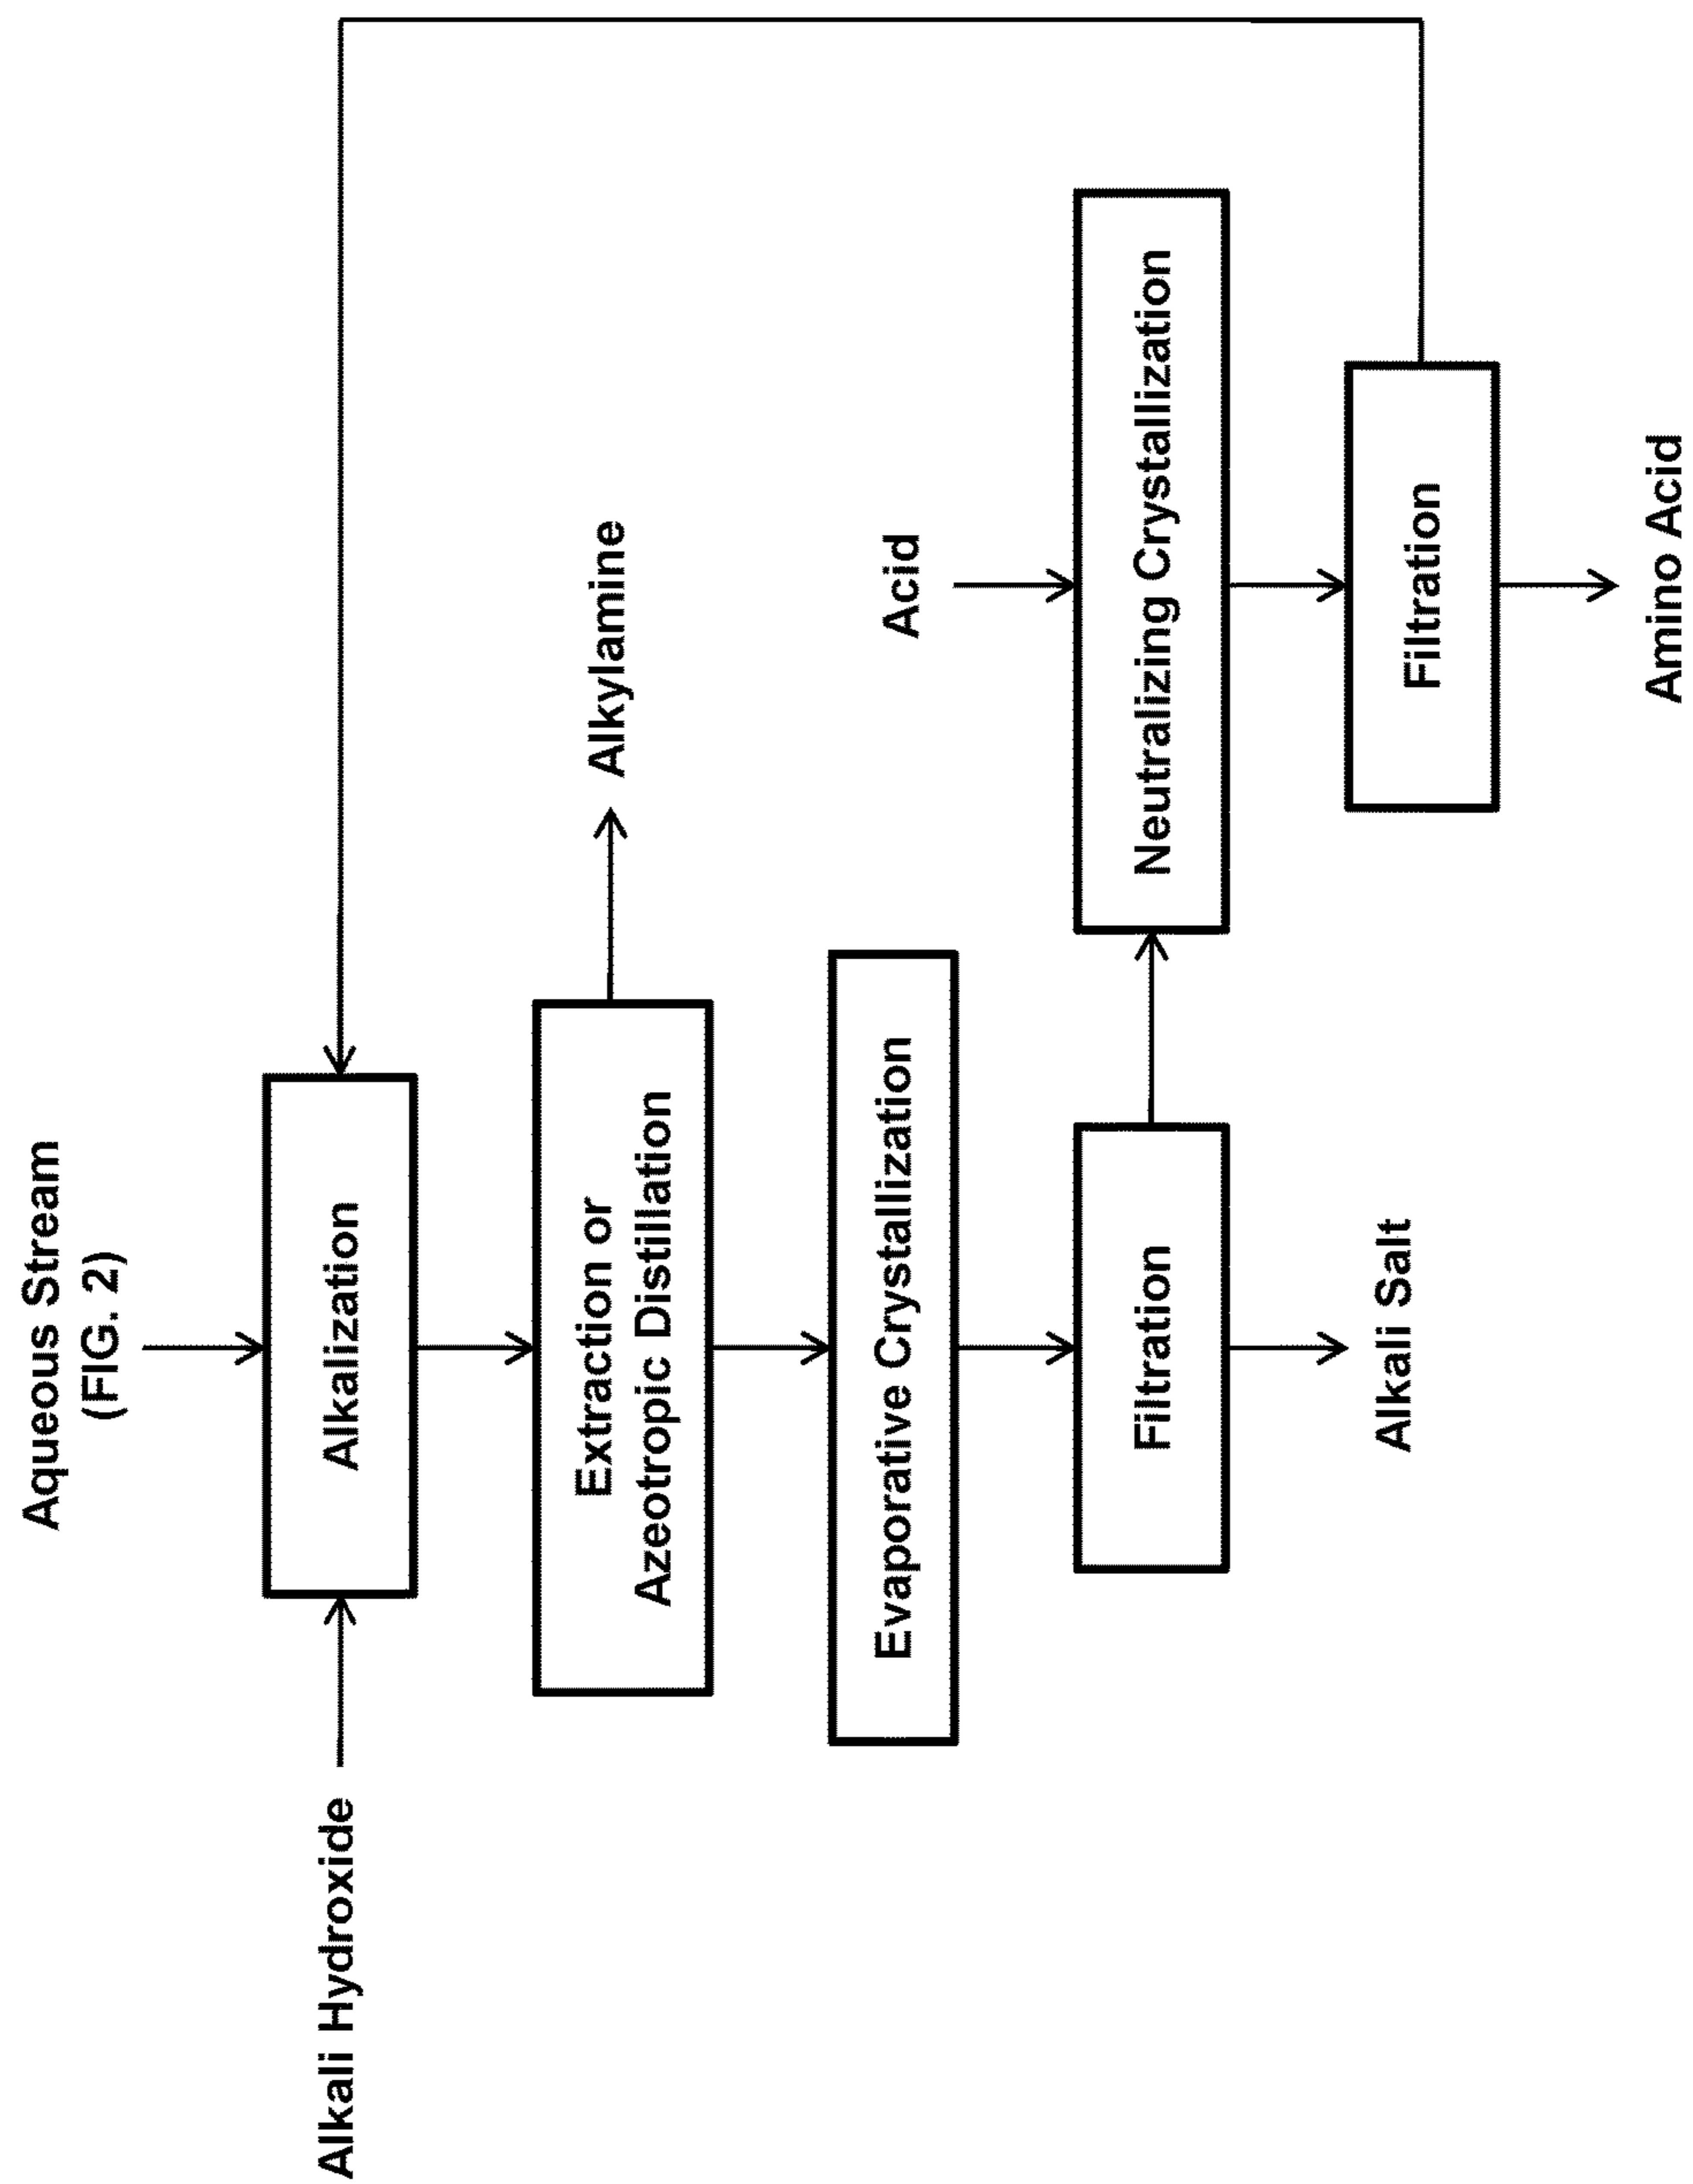 Aqueous Stream
(FIG. 2)
Alkali Hydroxide
Alkalization
Extraction or
Azeotropic Distillation
Alkylamine
Evaporative Crystallization
Acid
Filtration
Neutralizing Crystallization
Alkali Salt
Filtration
Amino Acid